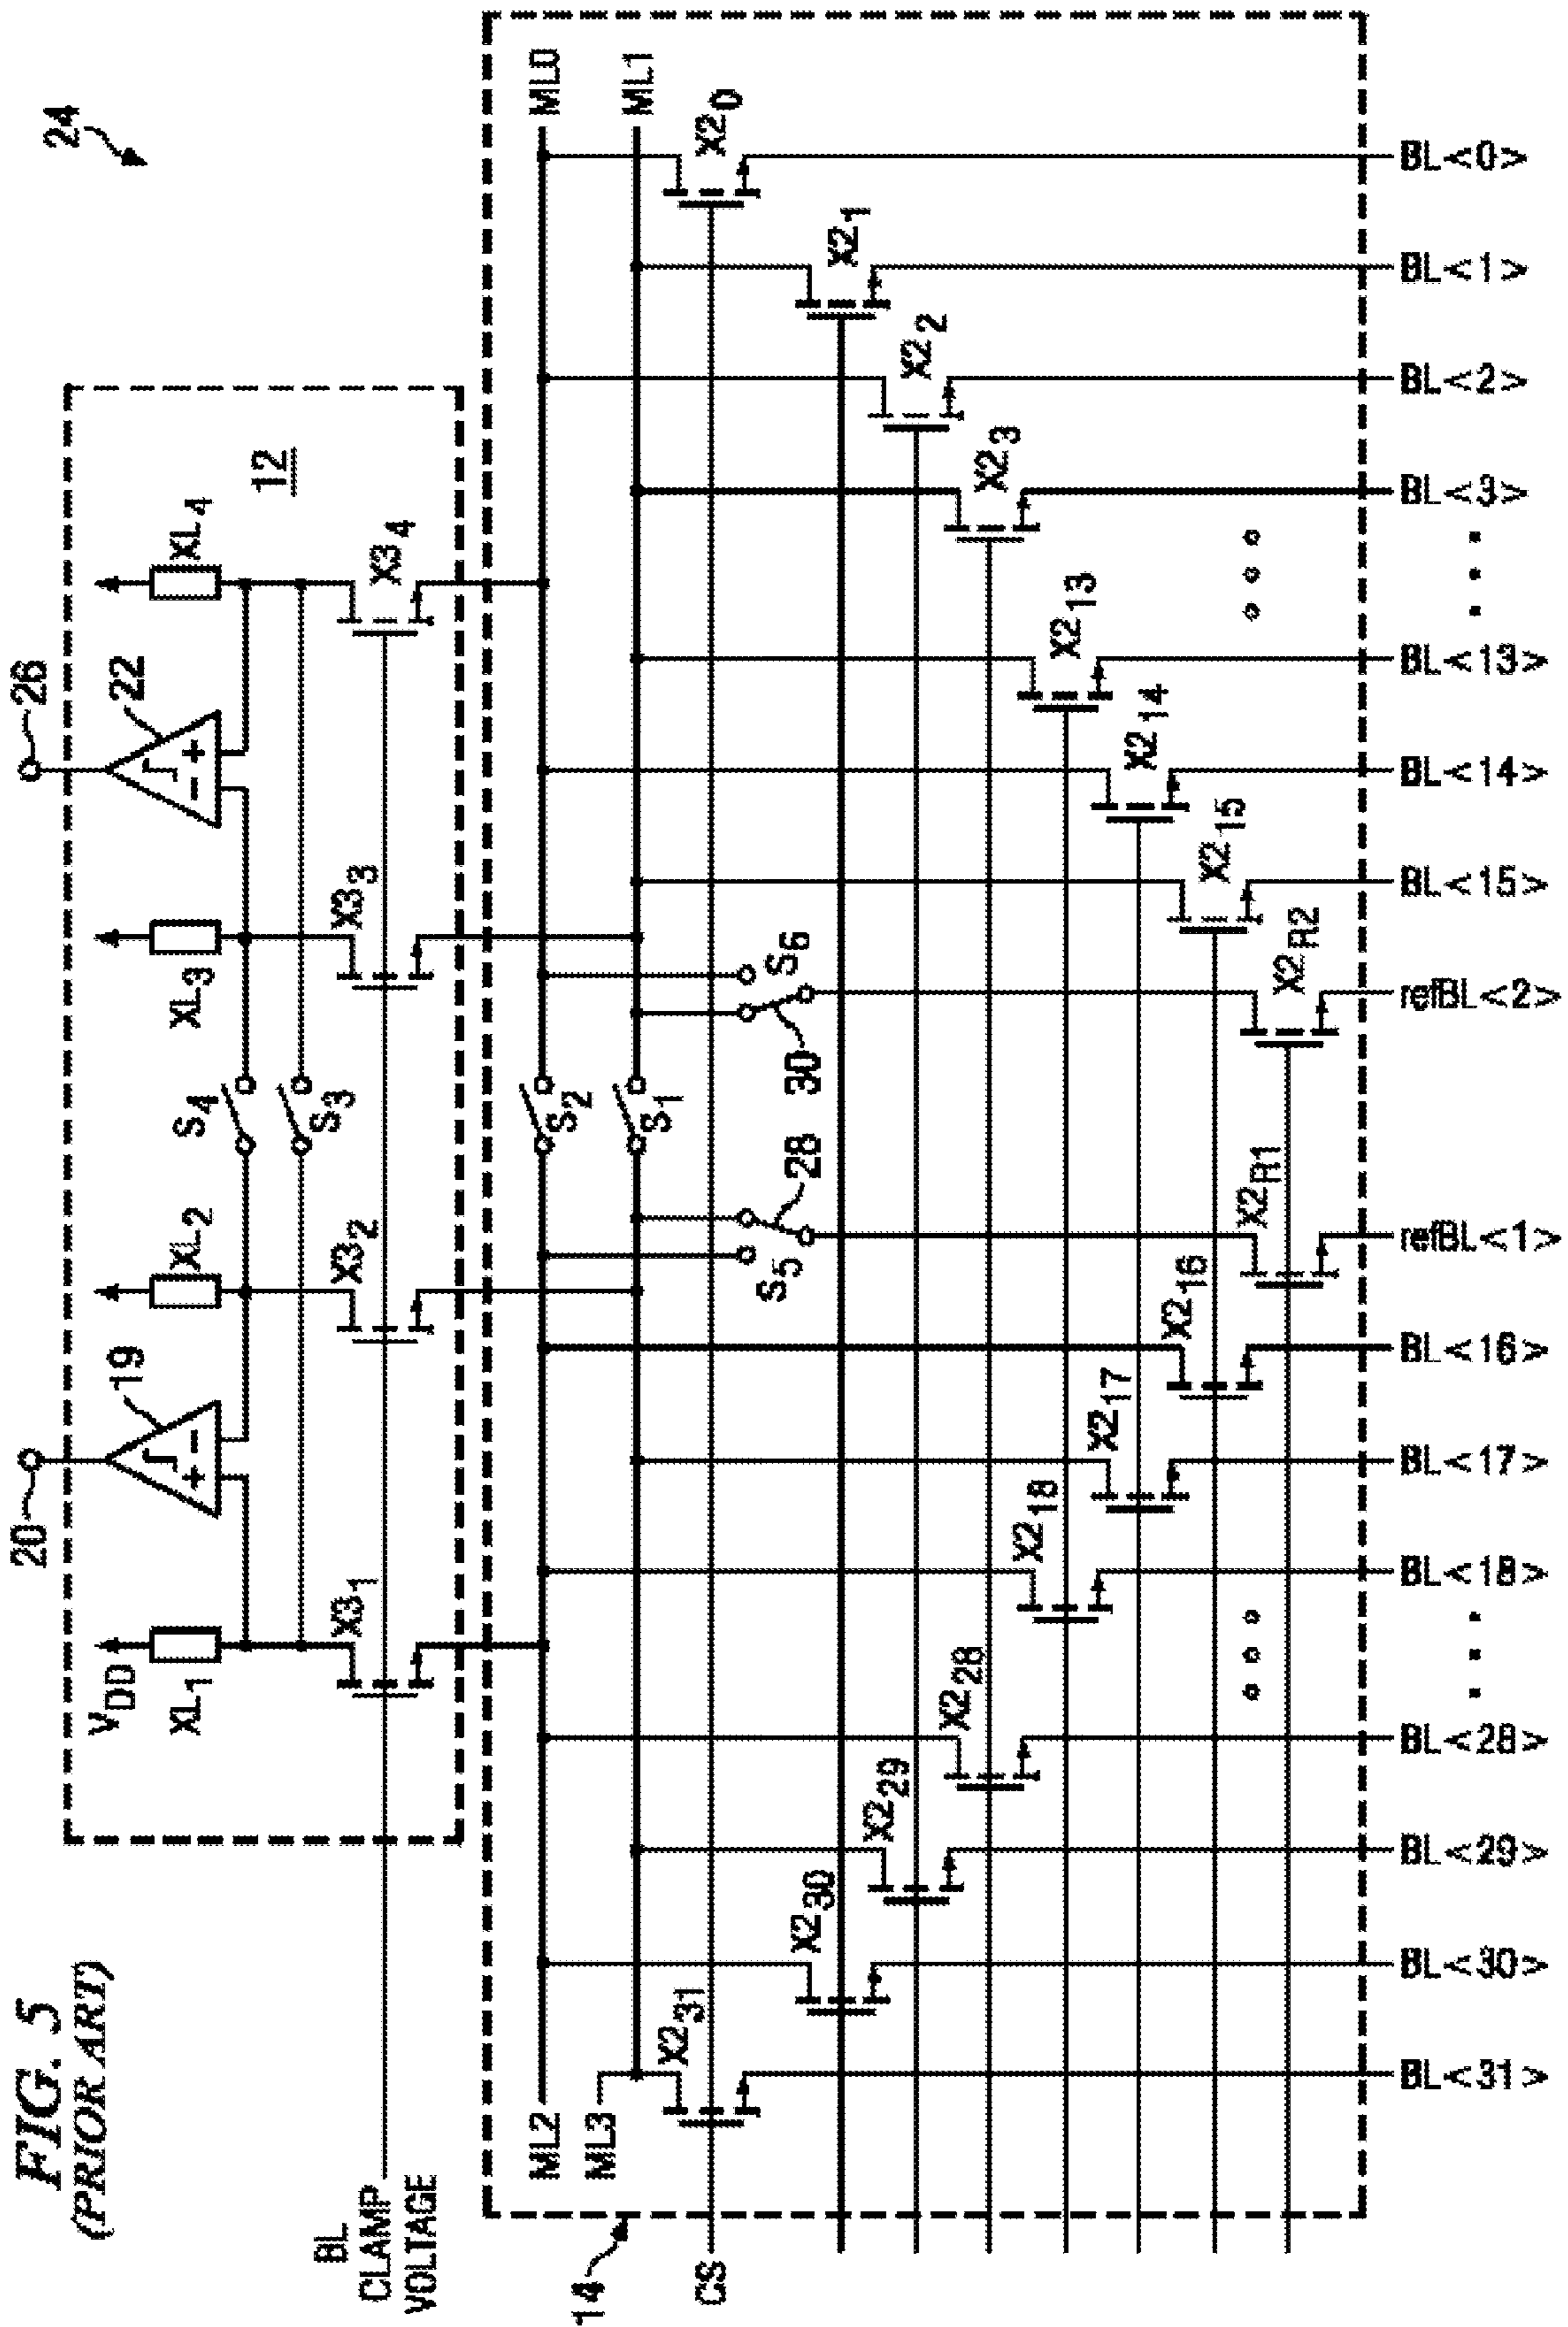 FIG. 5
(PRIOR ART)
24
20
26
VDD
XL1
19
XL2
S4
S3
XL3
22
XL4
12
X31
X32
X33
X34
BL
CLAMP
VOLTAGE
ML2
ML3
S2
S1
ML0
ML1
14
CS
X231
X230
X229
X228
X218
X217
X216
X2R1
S5
28
30
S6
X2R2
X215
X214
X213
X23
X22
X21
X20
BL<31>
BL<30>
BL<29>
BL<28>
BL<18>
BL<17>
BL<16>
refBL<1>
refBL<2>
BL<15>
BL<14>
BL<13>
BL<3>
BL<2>
BL<1>
BL<0>